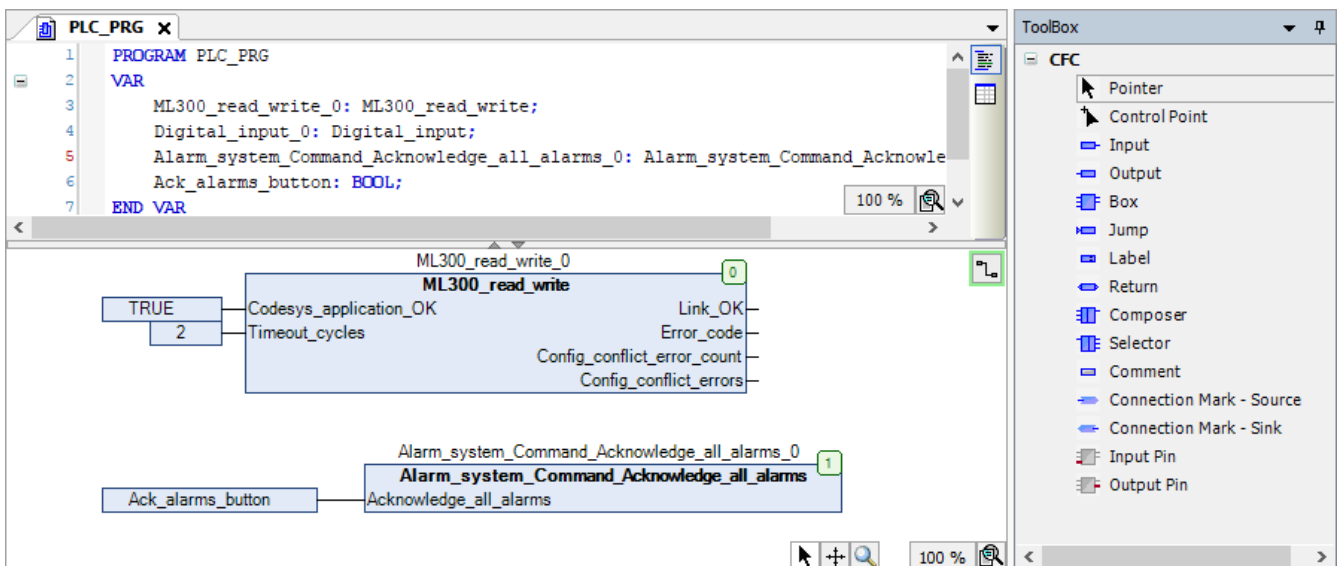 PLC_PRG
1 PROGRAM PLC_PRG
2 VAR
3 ML300_read_write_0: ML300_read_write;
4 Digital_input_0: Digital_input;
5 Alarm_system_Command_Acknowledge_all_alarms_0: Alarm_system_Command_Acknowle
6 Ack_alarms_button: BOOL;
7 END_VAR
100 %
ML300_read_write_0
0
ML300_read_write
TRUE Codesys_application_OK Link_OK
2 Timeout_cycles Error_code
Config_conflict_error_count
Config_conflict_errors
Alarm_system_Command_Acknowledge_all_alarms_0
1
Alarm_system_Command_Acknowledge_all_alarms
Ack_alarms_button Acknowledge_all_alarms
100 %
ToolBox
CFC
Pointer
Control Point
Input
Output
Box
Jump
Label
Return
Composer
Selector
Comment
Connection Mark - Source
Connection Mark - Sink
Input Pin
Output Pin